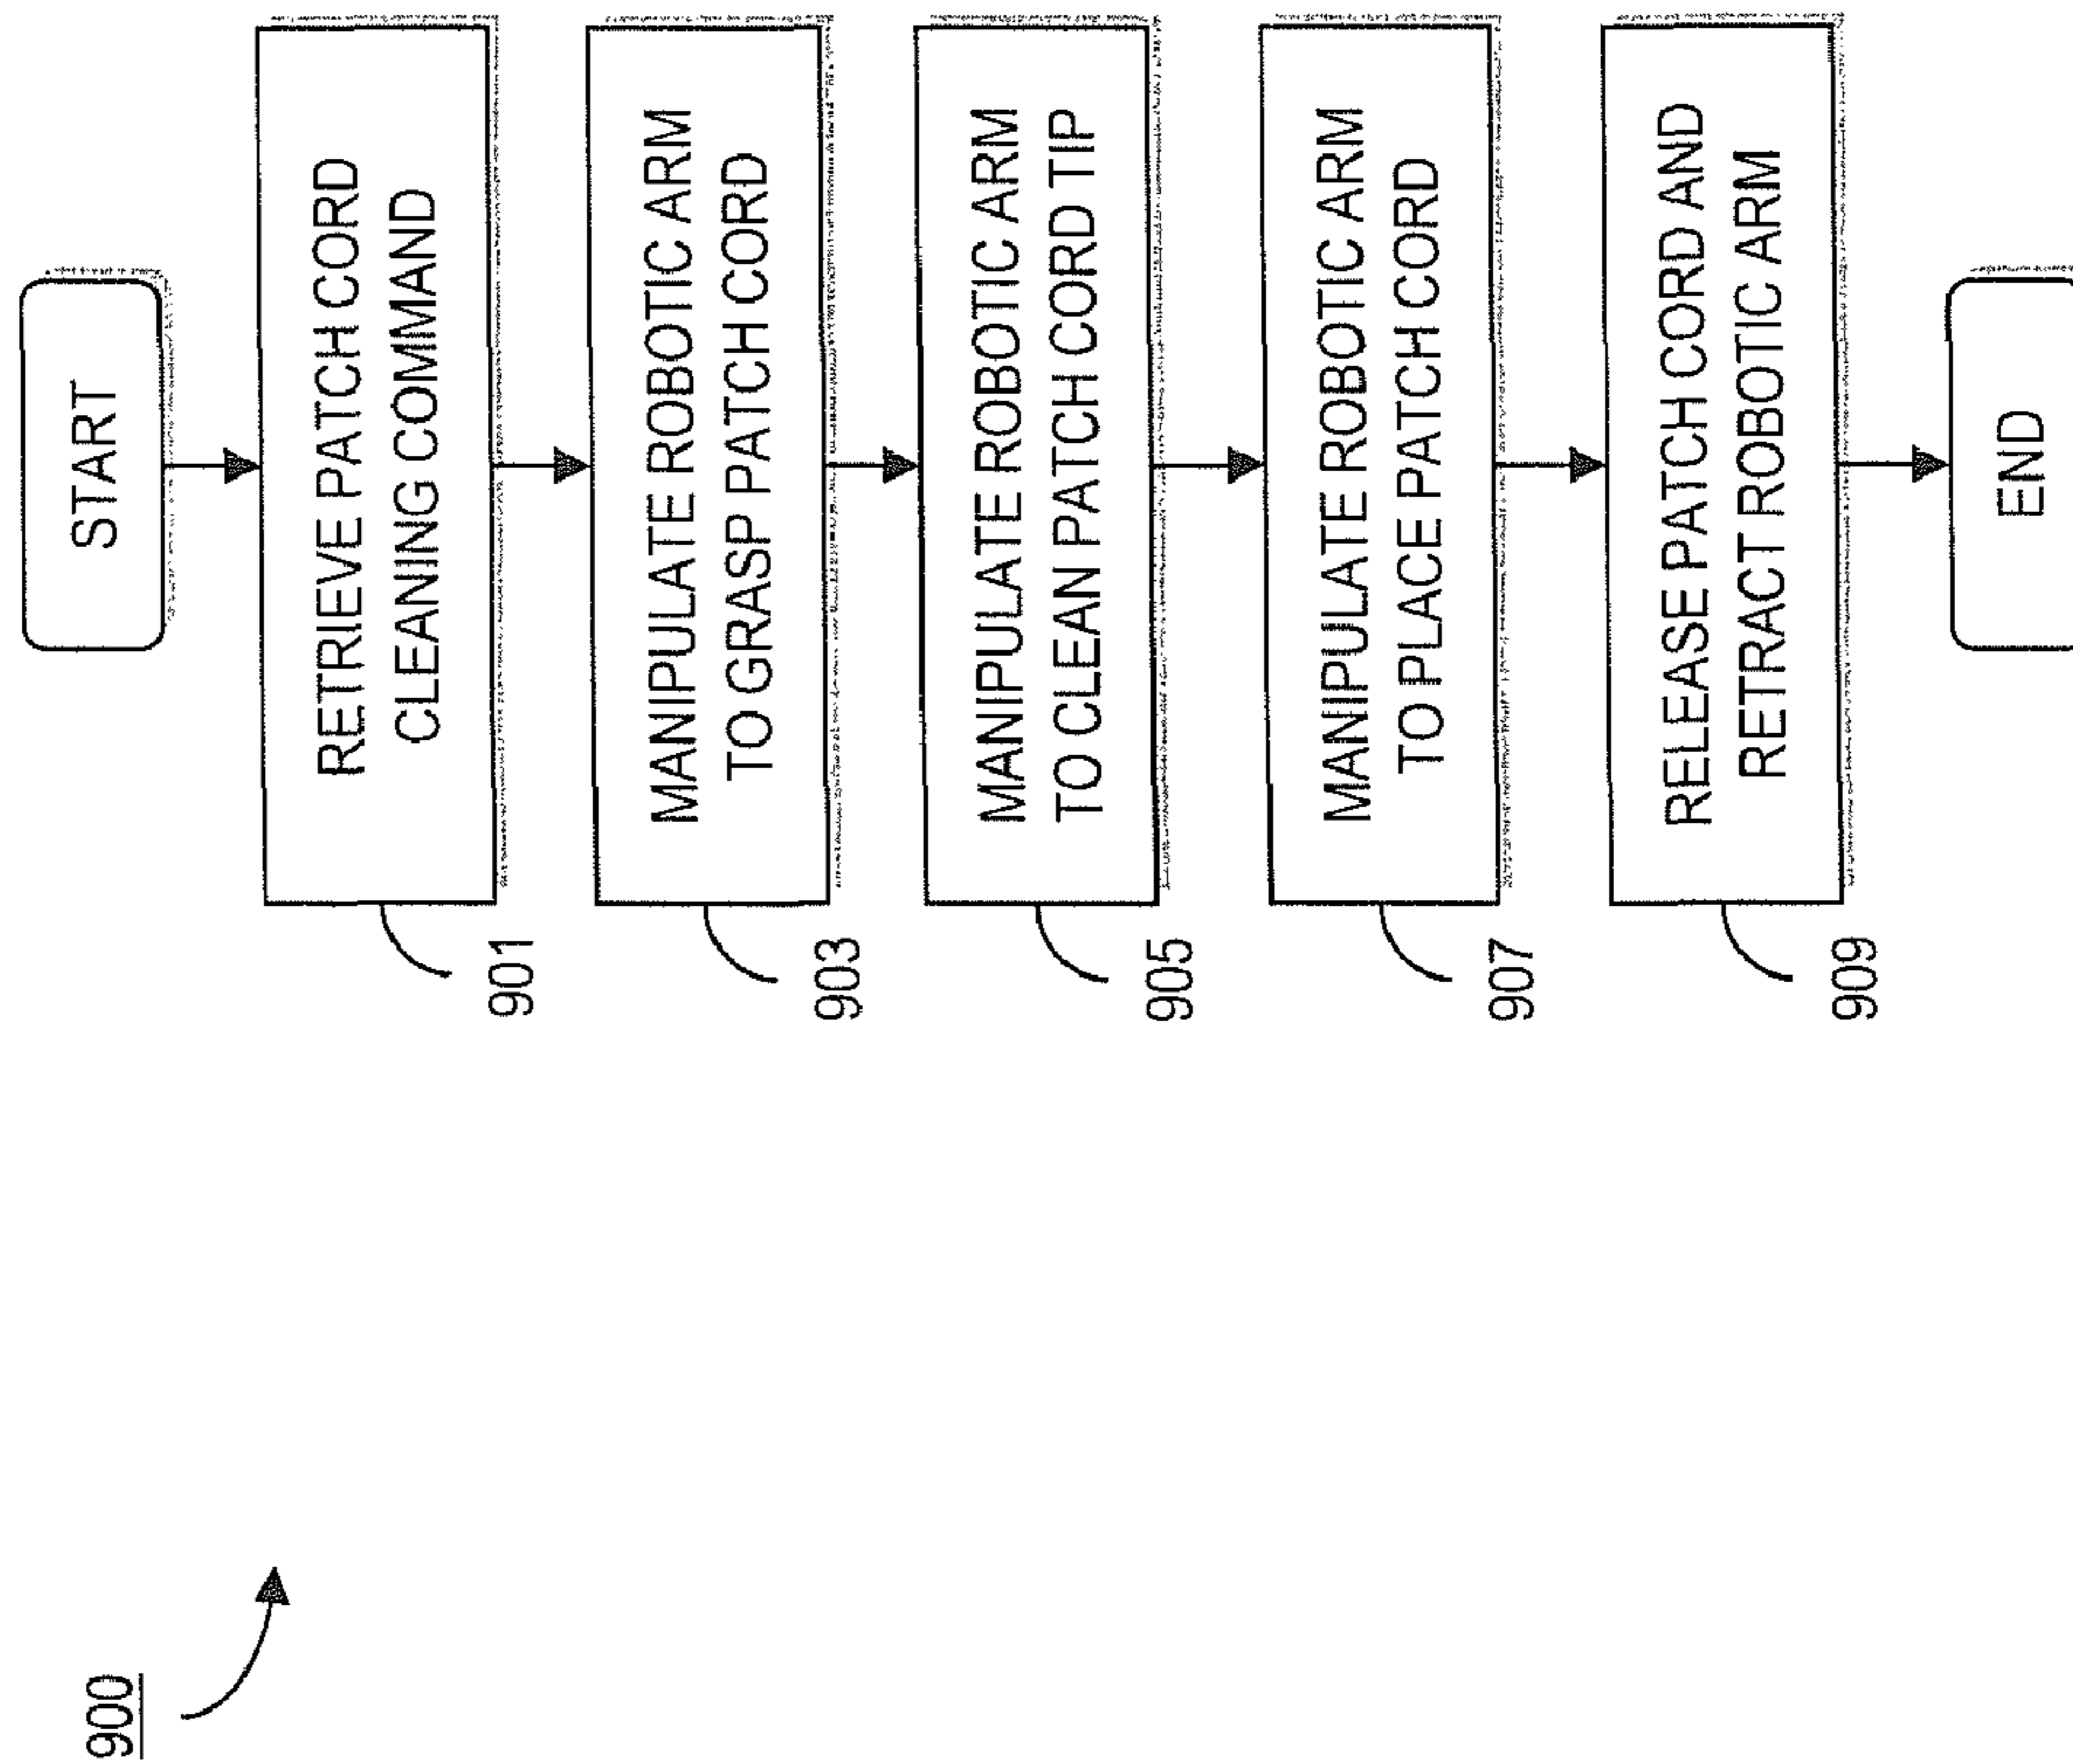 900
START
RETRIEVE PATCH CORD
CLEANING COMMAND
901
MANIPULATE ROBOTIC ARM
TO GRASP PATCH CORD
903
MANIPULATE ROBOTIC ARM
TO CLEAN PATCH CORD TIP
905
MANIPULATE ROBOTIC ARM
TO PLACE PATCH CORD
907
RELEASE PATCH CORD AND
RETRACT ROBOTIC ARM
909
END